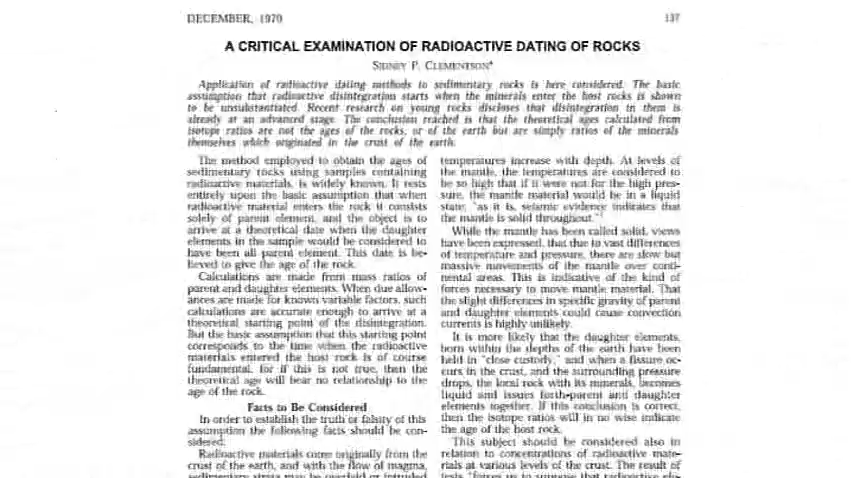 DECEMBER, 1970
137
A CRITICAL EXAMINATION OF RADIOACTIVE DATING OF ROCKS
SIDNEY P. CLEMENTSON*
Application of radioactive dating methods to sedimentary rocks is here considered. The basic
assumption that radioactive disintegration starts when the minerals enter the host rocks is shown
to be unsubstantiated. Recent research on young rocks discloses that disintegration in them is
already at an advanced stage. The conclusion reached is that the theoretical ages calculated from
isotope ratios are not the ages of the rocks, or of the earth but are simply ratios of the minerals
themselves which originated in the crust of the earth.
The method employed to obtain the ages of
sedimentary rocks using samples containing
radioactive materials, is widely known. It rests
entirely upon the basic assumption that when
radioactive material enters the rock it consists
solely of parent element, and the object is to
arrive at a theoretical date when the daughter
elements in the sample would be considered to
have been all parent element. This date is be-
lieved to give the age of the rock.
Calculations are made from mass ratios of
parent and daughter elements. When due allow-
ances are made for known variable factors, such
calculations are accurate enough to arrive at a
theoretical starting point of the disintegration.
But the basic assumption that this starting point
corresponds to the time when the radioactive
materials entered the host rock is of course
fundamental, for if this is not true, then the
theoretical age will bear no relationship to the
age of the rock.
Facts to Be Considered
In order to establish the truth or falsity of this
assumption the following facts should be con-
sidered:
Radioactive materials come originally from the
crust of the earth, and with the flow of magma,
sedimentary strata may be overlaid or intruded
temperatures increase with depth. At levels of
the mantle, the temperatures are considered to
be so high that if it were not for the high pres-
sure, the mantle material would be in a liquid
state; "as it is, seismic evidence indicates that
the mantle is solid throughout."¹
While the mantle has been called solid, views
have been expressed, that due to vast differences
of temperature and pressure, there are slow but
massive movements of the mantle over conti-
nental areas. This is indicative of the kind of
forces necessary to move mantle material. That
the slight differences in specific gravity of parent
and daughter elements could cause convection
currents is highly unlikely.
It is more likely that the daughter elements,
born within the depths of the earth have been
held in "close custody," and when a fissure oc-
curs in the crust, and the surrounding pressure
drops, the local rock with its minerals, becomes
liquid and issues forth-parent and daughter
elements together. If this conclusion is correct,
then the isotope ratios will in no wise indicate
the age of the host rock.
This subject should be considered also in
relation to concentrations of radioactive mate-
rials at various levels of the crust. The result of
tests "forces us to suppose that radioactive ele-